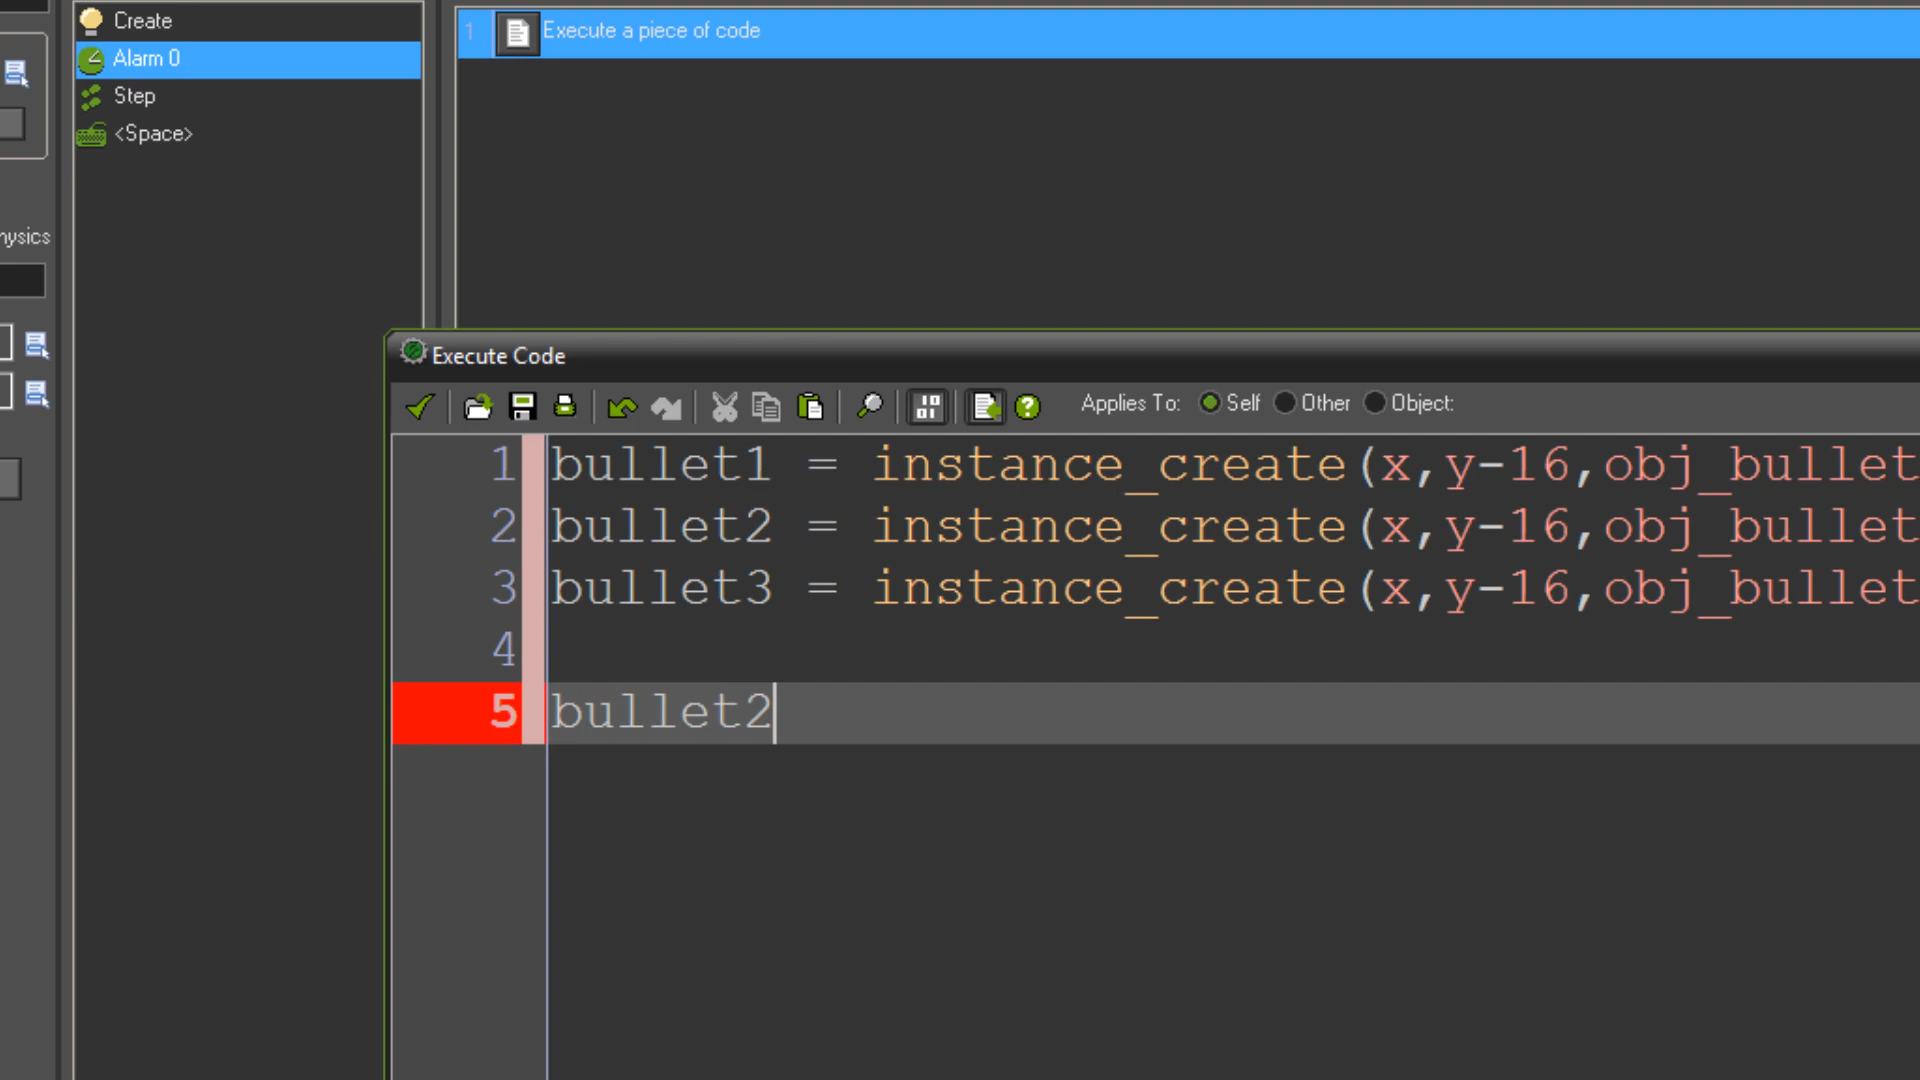 Create
Alarm 0
Step
<Space>
1
Execute a piece of code
Execute Code
Applies To: Self Other Object:
1 bullet1 = instance_create(x,y-16,obj_bullet
2 bullet2 = instance_create(x,y-16,obj_bullet
3 bullet3 = instance_create(x,y-16,obj_bullet
4
5 bullet2